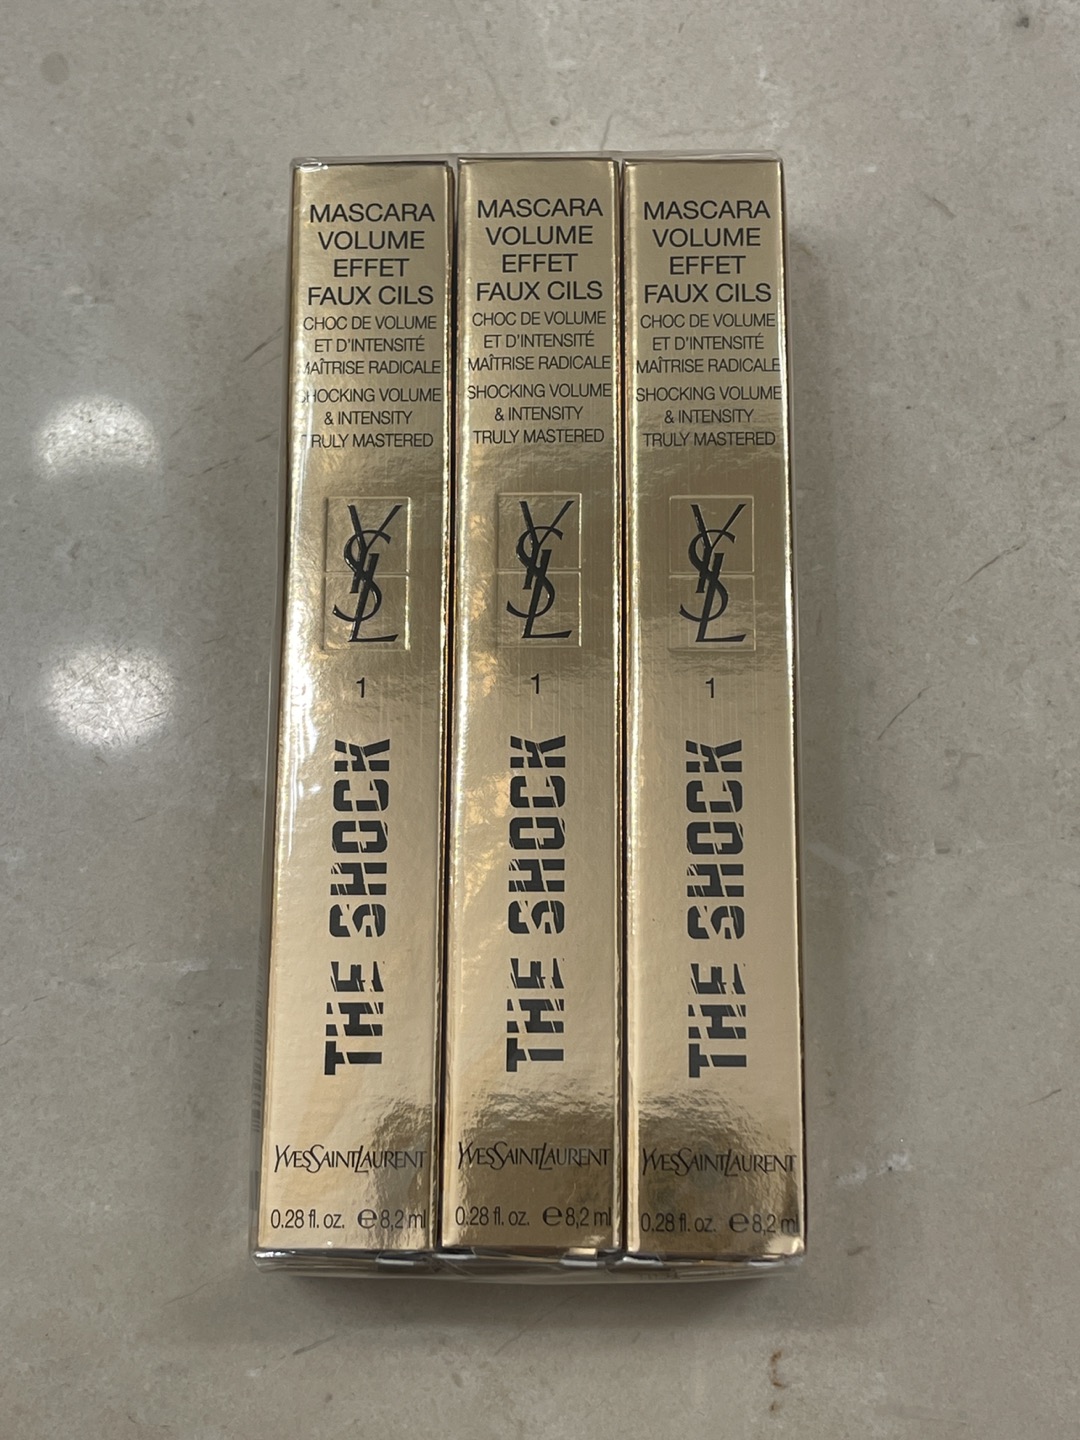 MASCARA
VOLUME
EFFET
FAUX CILS
CHOC DE VOLUME
ET D'INTENSITÉ
MAÎTRISE RADICALE
SHOCKING VOLUME
& INTENSITY
TRULY MASTERED
YSL
1
THE SHOCK
YVESSAINTLAURENT
0.28 fl. oz. ℮ 8,2 ml
MASCARA
VOLUME
EFFET
FAUX CILS
CHOC DE VOLUME
ET D'INTENSITÉ
MAÎTRISE RADICALE
SHOCKING VOLUME
& INTENSITY
TRULY MASTERED
YSL
1
THE SHOCK
YVESSAINTLAURENT
0.28 fl. oz. ℮ 8,2 ml
MASCARA
VOLUME
EFFET
FAUX CILS
CHOC DE VOLUME
ET D'INTENSITÉ
MAÎTRISE RADICALE
SHOCKING VOLUME
& INTENSITY
TRULY MASTERED
YSL
1
THE SHOCK
YVESSAINTLAURENT
0.28 fl. oz. ℮ 8,2 ml